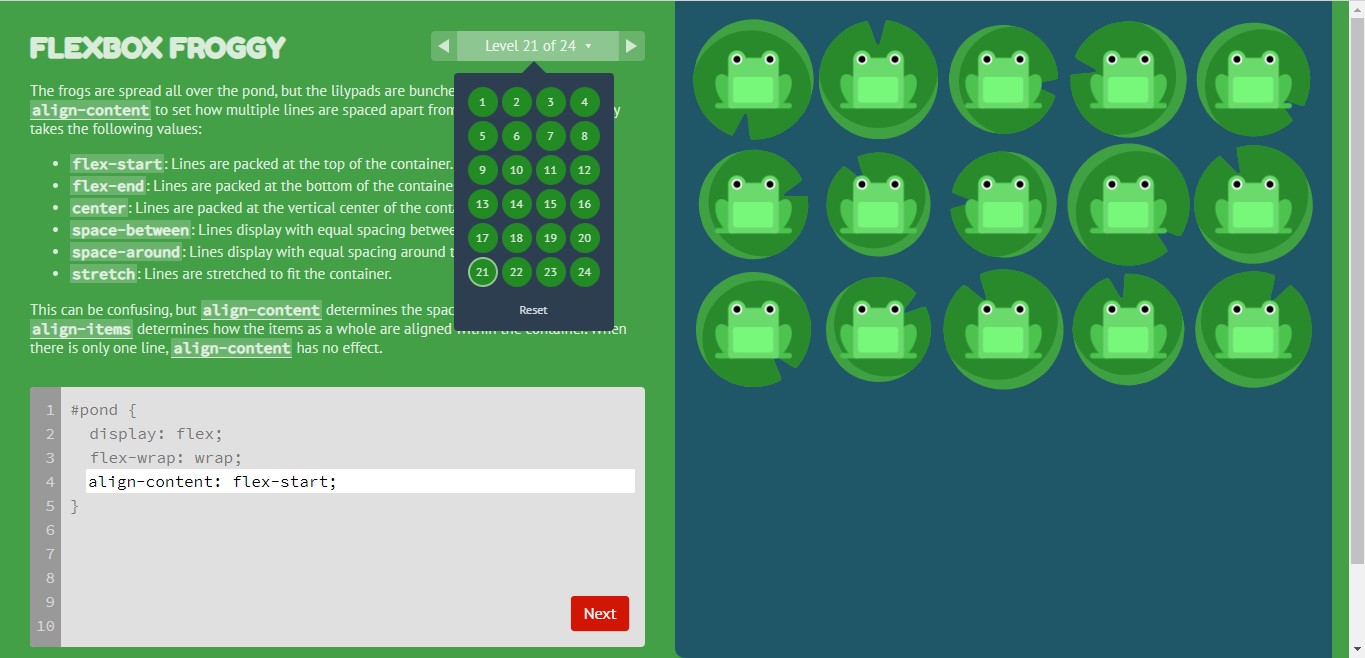 FLEXBOX FROGGY
Level 21 of 24
The frogs are spread all over the pond, but the lilypads are bunche
align-content to set how multiple lines are spaced apart from y
takes the following values:
flex-start: Lines are packed at the top of the container.
flex-end: Lines are packed at the bottom of the containe
center: Lines are packed at the vertical center of the cont
space-between: Lines display with equal spacing betwee
space-around: Lines display with equal spacing around t
stretch: Lines are stretched to fit the container.
This can be confusing, but align-content determines the spac
align-items determines how the items as a whole are aligned within the container. When
there is only one line, align-content has no effect.
1 2 3 4
5 6 7 8
9 10 11 12
13 14 15 16
17 18 19 20
21 22 23 24
Reset
1 #pond {
2 display: flex;
3 flex-wrap: wrap;
4 align-content: flex-start;
5 }
6
7
8
9
10
Next